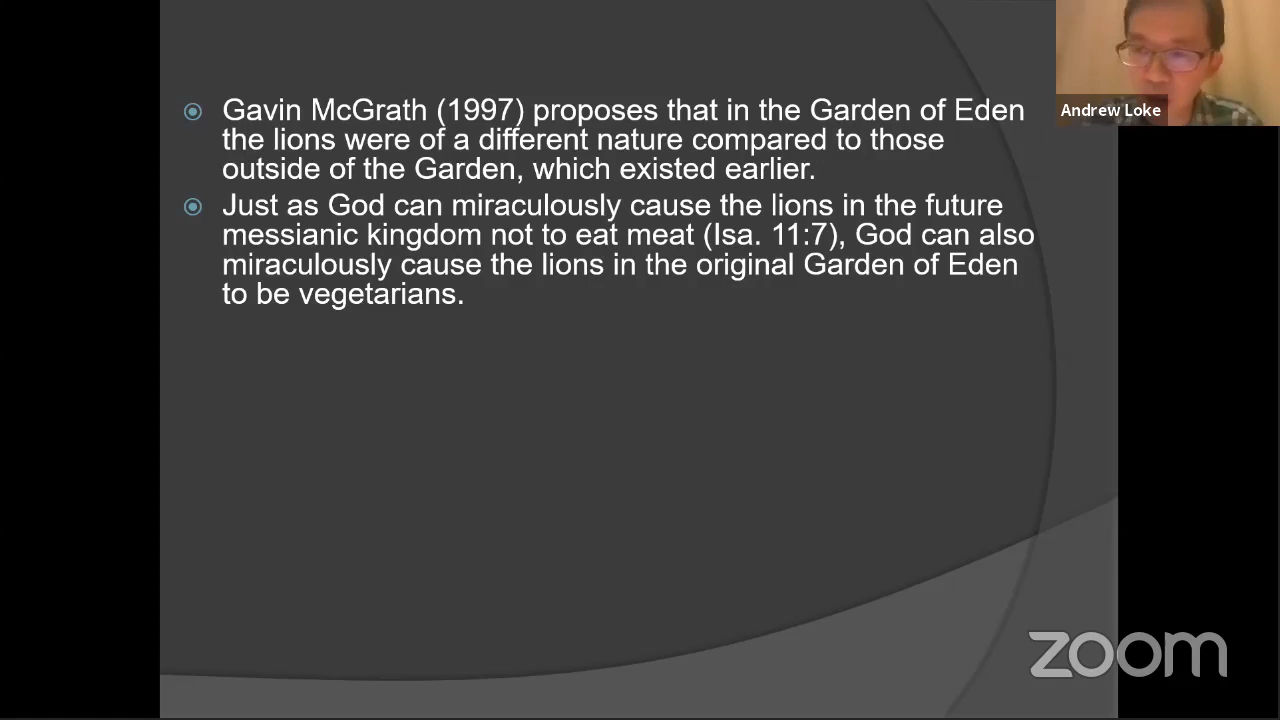 Gavin McGrath (1997) proposes that in the Garden of Eden
the lions were of a different nature compared to those
outside of the Garden, which existed earlier.
Just as God can miraculously cause the lions in the future
messianic kingdom not to eat meat (Isa. 11:7), God can also
miraculously cause the lions in the original Garden of Eden
to be vegetarians.
Andrew Loke
zoom